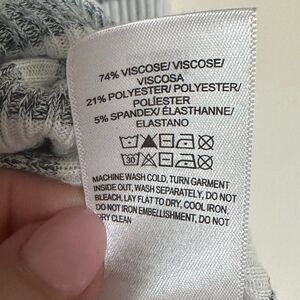 74% VISCOSE/ VISCOSE/
VISCOSA
21% POLYESTER/ POLYESTER/
POLIESTER
5% SPANDEX/ ÉLASTHANNE/
ELASTANO
30
MACHINE WASH COLD, TURN GARMENT
INSIDE OUT, WASH SEPARATELY, DO NOT
BLEACH, LAY FLAT TO DRY, COOL IRON,
DO NOT IRON EMBELLISHMENT, DO NOT
DRY CLEAN